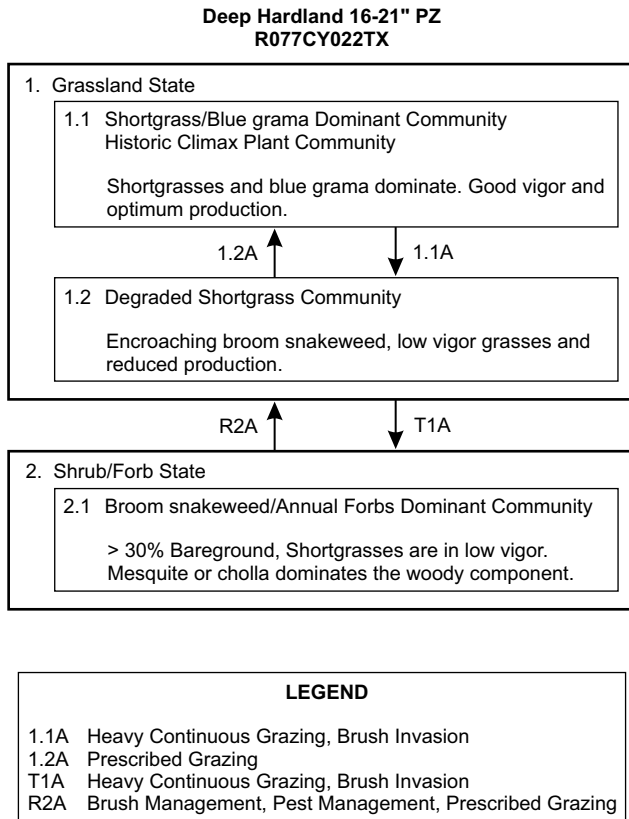 Deep Hardland 16-21" PZ
R077CY022TX
1. Grassland State
1.1 Shortgrass/Blue grama Dominant Community
Historic Climax Plant Community
Shortgrasses and blue grama dominate. Good vigor and
optimum production.
1.2A
1.1A
1.2 Degraded Shortgrass Community
Encroaching broom snakeweed, low vigor grasses and
reduced production.
R2A
T1A
2. Shrub/Forb State
2.1 Broom snakeweed/Annual Forbs Dominant Community
> 30% Bareground, Shortgrasses are in low vigor.
Mesquite or cholla dominates the woody component.
LEGEND
1.1A Heavy Continuous Grazing, Brush Invasion
1.2A Prescribed Grazing
T1A Heavy Continuous Grazing, Brush Invasion
R2A Brush Management, Pest Management, Prescribed Grazing